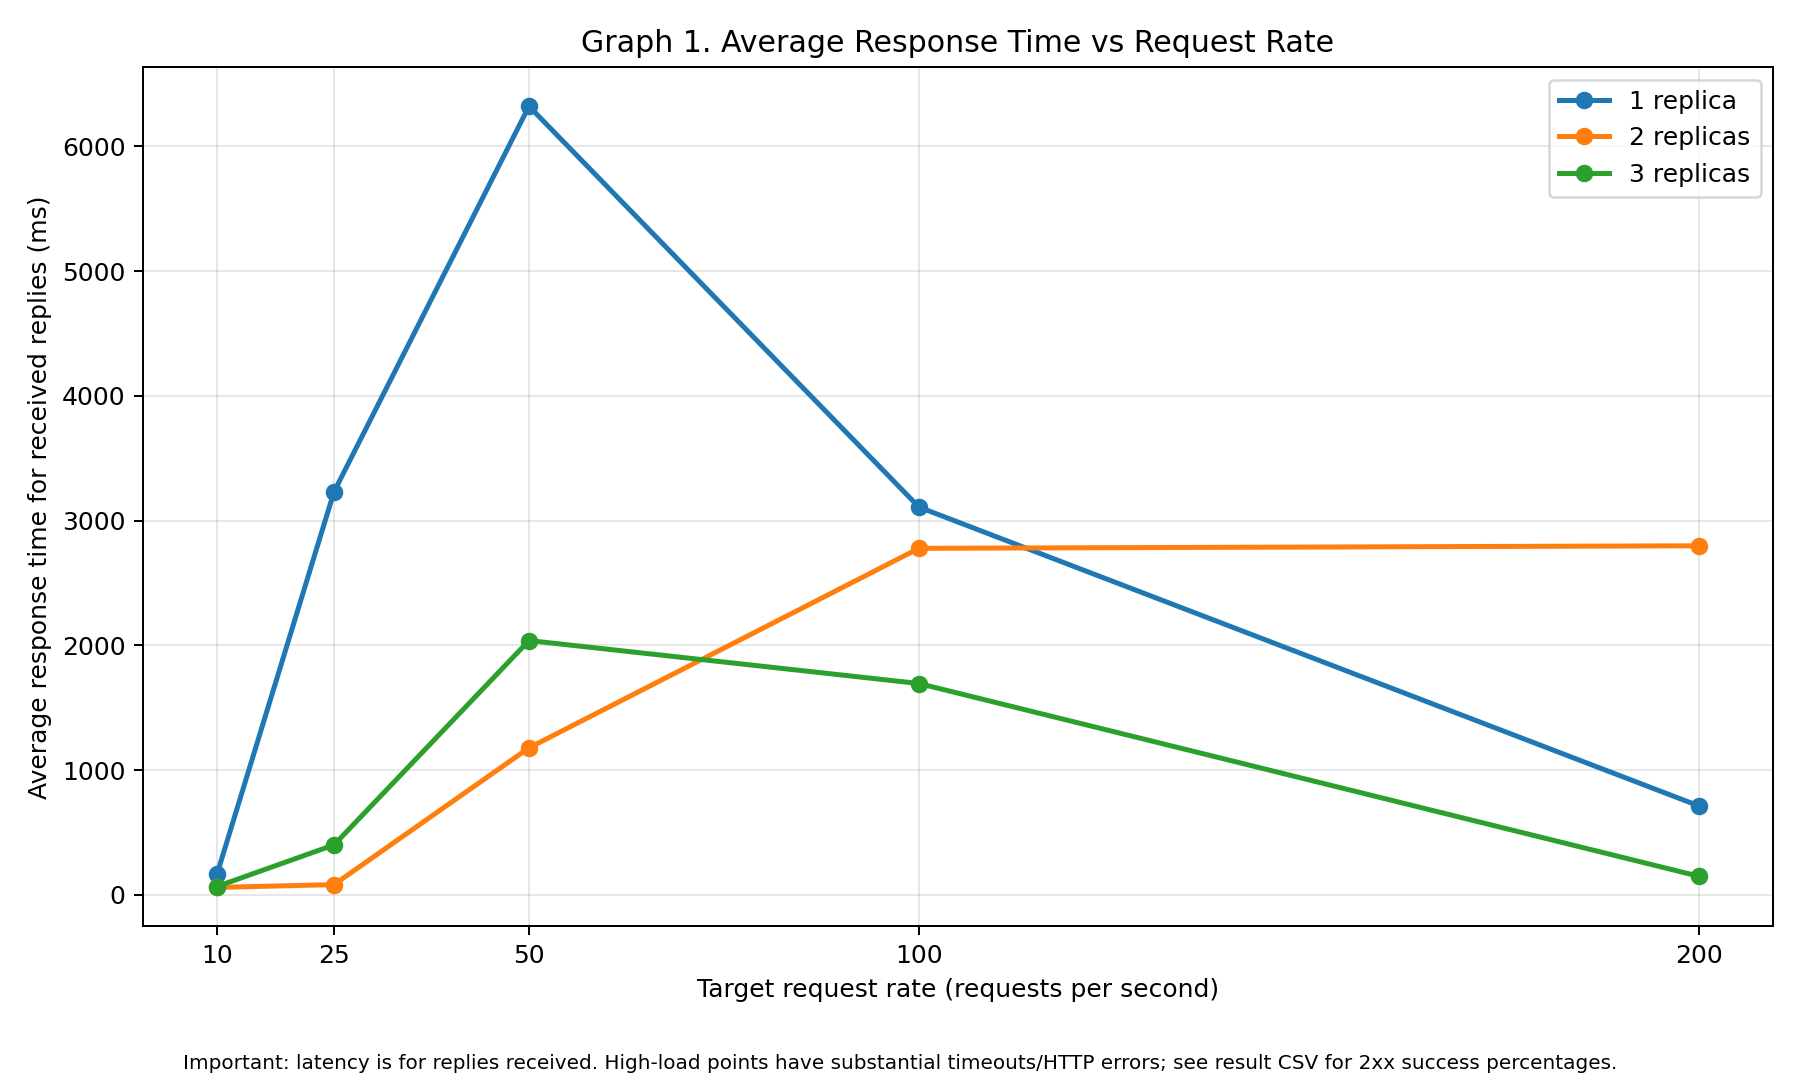 Graph 1. Average Response Time vs Request Rate
1 replica
2 replicas
3 replicas
Average response time for received replies (ms)
6000
5000
4000
3000
2000
1000
0
10 25 50 100 200
Target request rate (requests per second)
Important: latency is for replies received. High-load points have substantial timeouts/HTTP errors; see result CSV for 2xx success percentages.